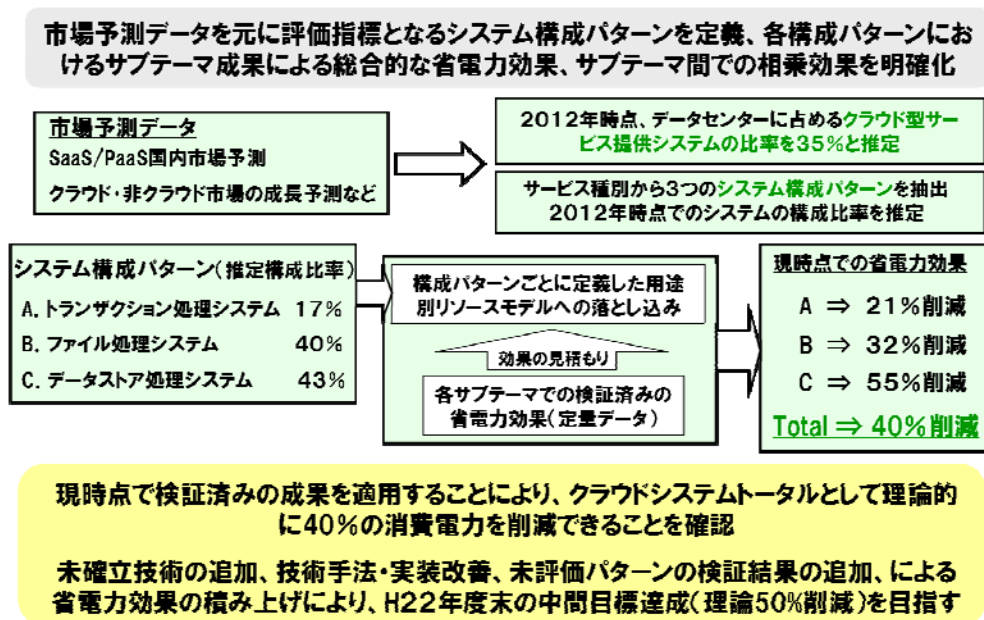 市場予測データを元に評価指標となるシステム構成パターンを定義、各構成パターンにお
けるサブテーマ成果による総合的な省電力効果、サブテーマ間での相乗効果を明確化
市場予測データ
SaaS/PaaS国内市場予測
クラウド・非クラウド市場の成長予測など
2012年時点、データセンターに占めるクラウド型サー
ビス提供システムの比率を35%と推定
サービス種別から3つのシステム構成パターンを抽出
2012年時点でのシステムの構成比率を推定
システム構成パターン(推定構成比率)
A. トランザクション処理システム 17%
B. ファイル処理システム 40%
C. データストア処理システム 43%
構成パターンごとに定義した用途
別リソースモデルへの落とし込み
効果の見積もり
各サブテーマでの検証済みの
省電力効果(定量データ)
現時点での省電力効果
A ⇒ 21%削減
B ⇒ 32%削減
C ⇒ 55%削減
Total ⇒ 40%削減
現時点で検証済みの成果を適用することにより、クラウドシステムトータルとして理論的
に40%の消費電力を削減できることを確認
未確立技術の追加、技術手法・実装改善、未評価パターンの検証結果の追加、による
省電力効果の積み上げにより、H22年度末の中間目標達成(理論50%削減)を目指す